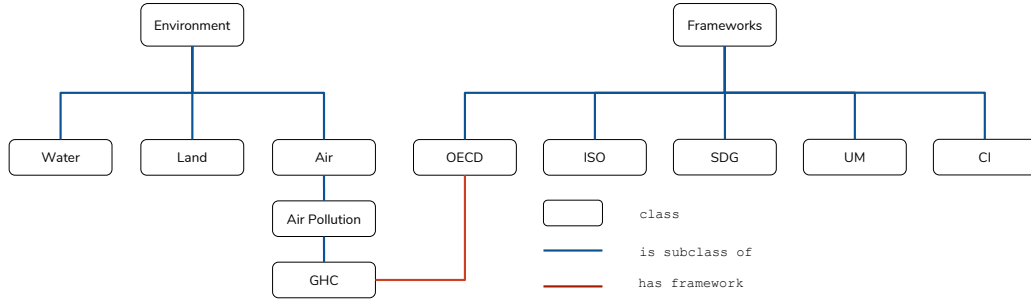 Environment
Frameworks
Water
Land
Air
OECD
ISO
SDG
UM
CI
Air Pollution
GHC
class
is subclass of
has framework